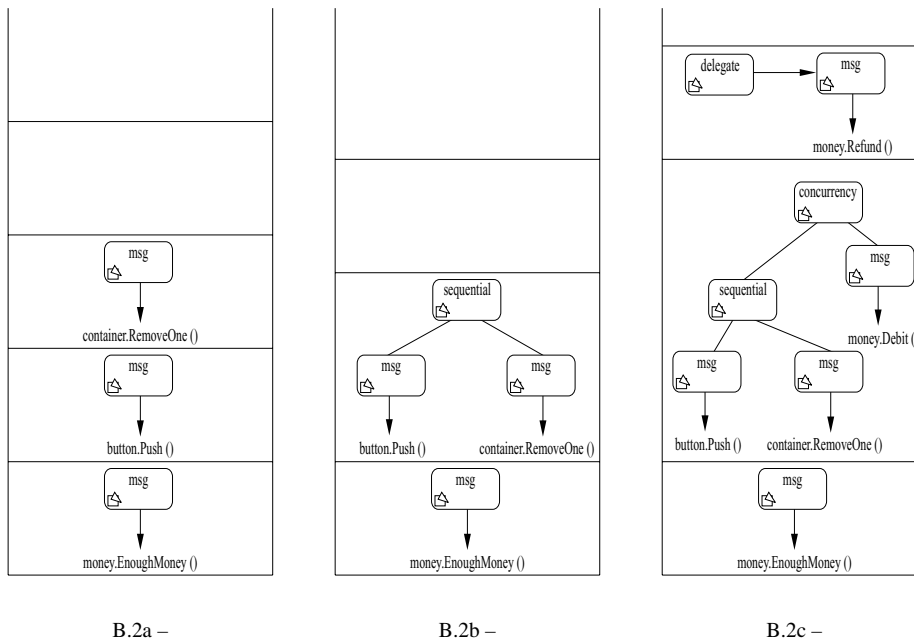 delegate
msg
money.Refund ()
concurrency
msg
msg
sequential
sequential
container.RemoveOne ()
money.Debit (
msg
msg
msg
msg
msg
button.Push ()
button.Push ()
container.RemoveOne ()
button.Push ()
container.RemoveOne ()
msg
msg
msg
money.EnoughMoney ()
money.EnoughMoney ()
money.EnoughMoney ()
B.2a –
B.2b –
B.2c –